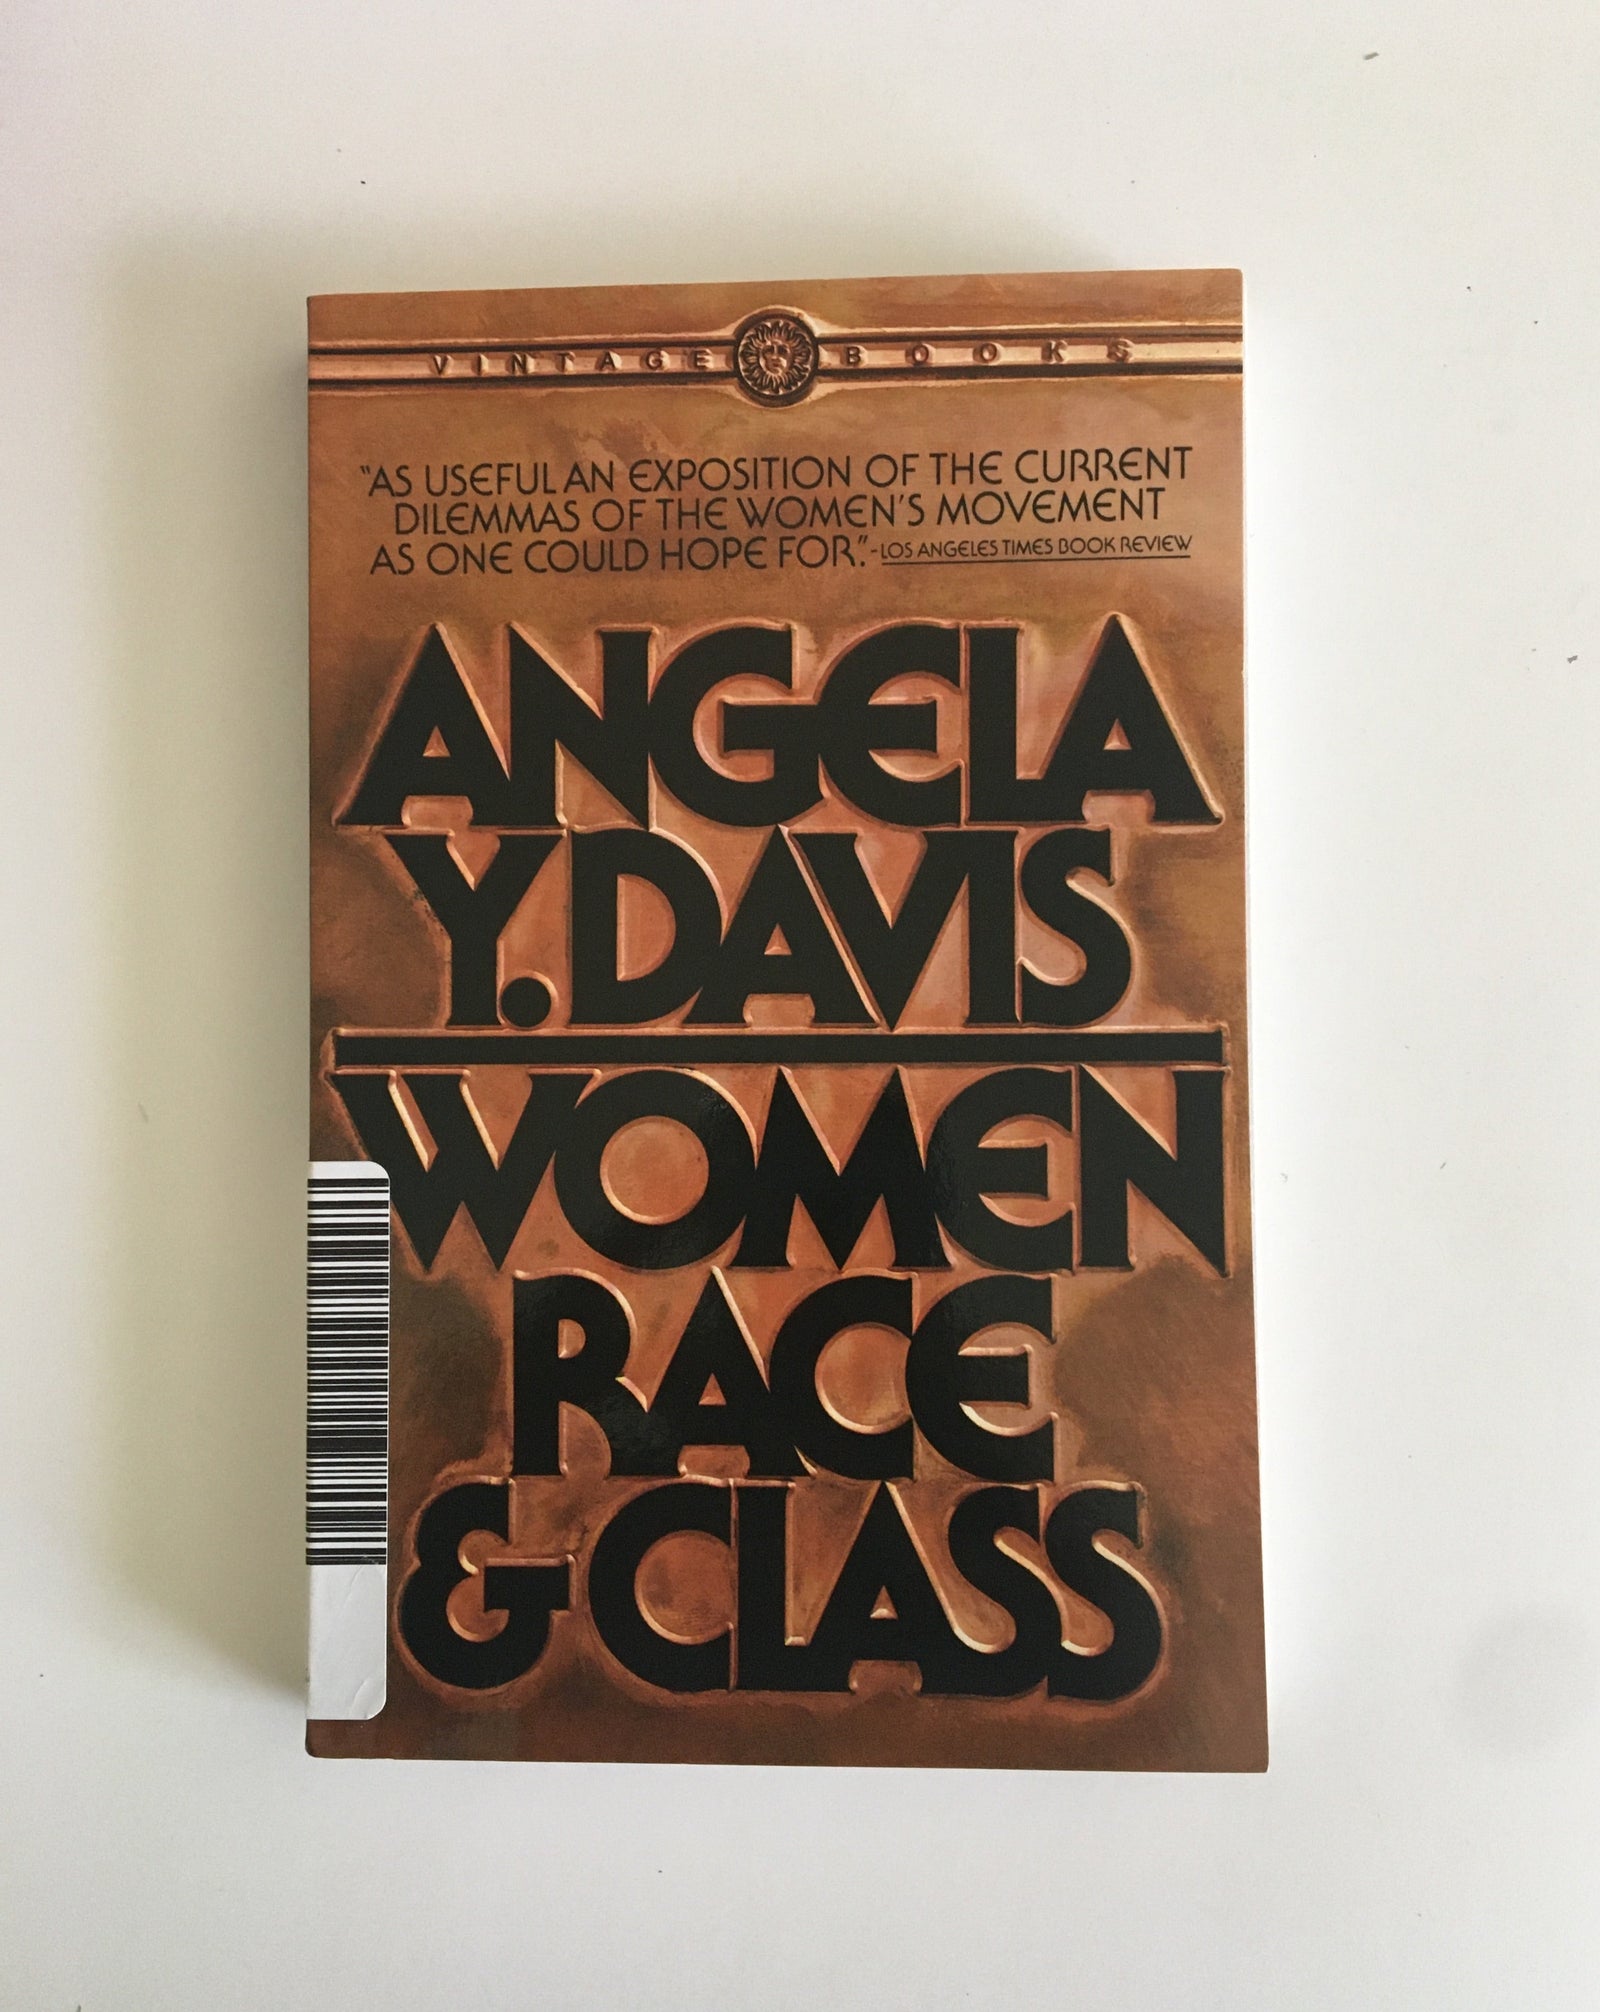 VINTAGE BOOKS
"AS USEFUL AN EXPOSITION OF THE CURRENT
DILEMMAS OF THE WOMEN'S MOVEMENT
AS ONE COULD HOPE FOR."-LOS ANGELES TIMES BOOK REVIEW
ANGELA
Y. DAVIS
WOMEN
RACE
& CLASS